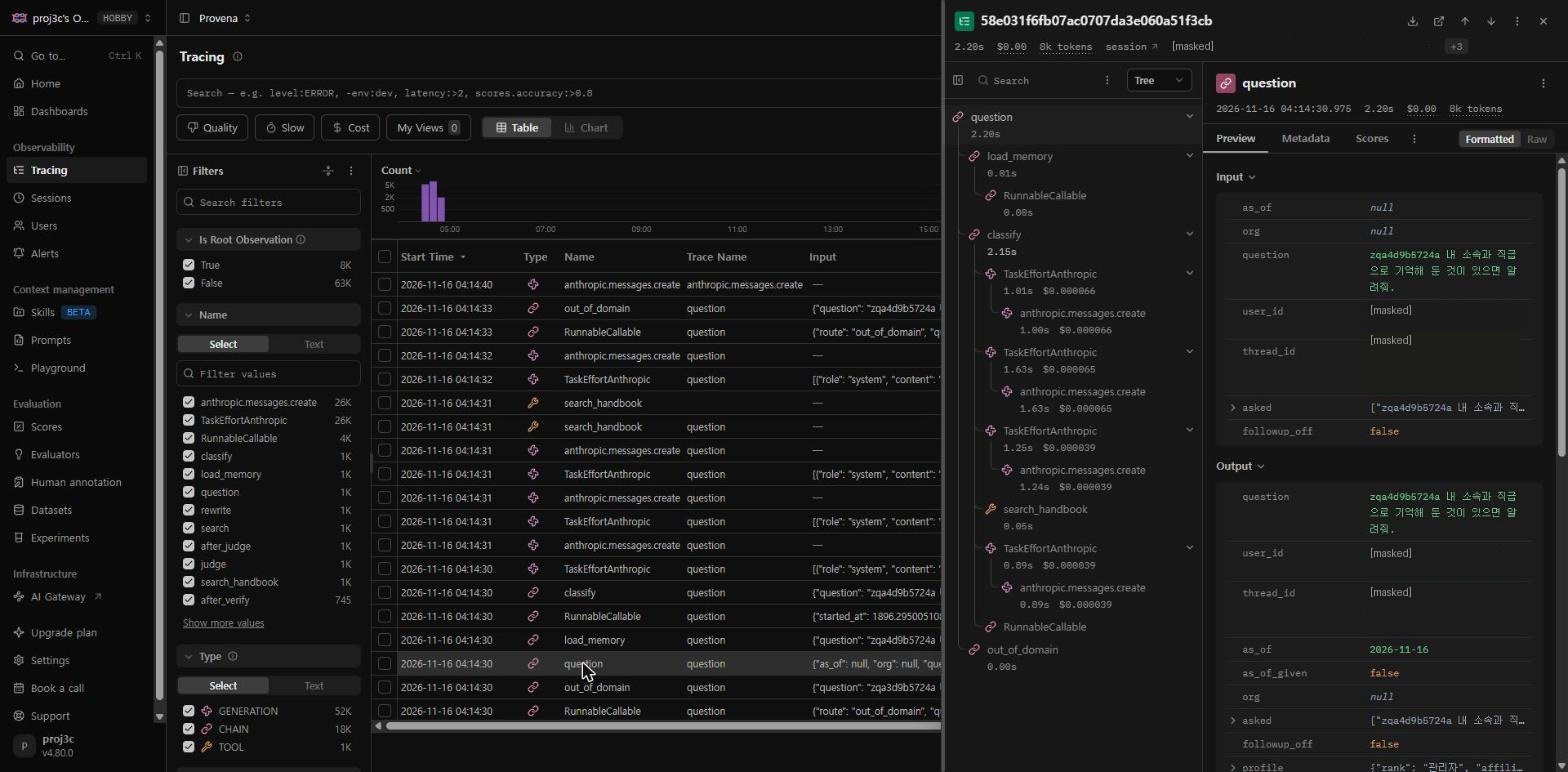 proj3c's O... HOBBY
Provena
Go to... Ctrl K
Home
Dashboards
Observability
Tracing
Sessions
Users
Alerts
Context management
Skills BETA
Prompts
Playground
Evaluation
Scores
Evaluators
Human annotation
Datasets
Experiments
Infrastructure
AI Gateway
Upgrade plan
Settings
Book a call
Support
P proj3c
v4.80.0
Tracing
Search — e.g. level:ERROR, -env:dev, latency:>2, scores.accuracy:>0.8
Quality Slow $ Cost My Views 0 Table Chart
Filters
Search filters
Is Root Observation
True 8K
False 63K
Name
Select Text
Filter values
anthropic.messages.create 26K
TaskEffortAnthropic 26K
RunnableCallable 4K
classify 1K
load_memory 1K
question 1K
rewrite 1K
search 1K
after_judge 1K
judge 1K
search_handbook 1K
after_verify 745
Show more values
Type
Select Text
GENERATION 52K
CHAIN 18K
TOOL 1K
Count
5K
2K
500
05:00 07:00 09:00 11:00 13:00 15:00
Start Time Type Name Trace Name Input
2026-11-16 04:14:40 anthropic.messages.create anthropic.messages.create —
2026-11-16 04:14:33 out_of_domain question {"question": "zqa4d9b5724a
2026-11-16 04:14:33 RunnableCallable question {"route": "out_of_domain", "q
2026-11-16 04:14:32 anthropic.messages.create question —
2026-11-16 04:14:32 TaskEffortAnthropic question [{"role": "system", "content": "
2026-11-16 04:14:31 search_handbook
2026-11-16 04:14:31 search_handbook question
2026-11-16 04:14:31 anthropic.messages.create question —
2026-11-16 04:14:31 TaskEffortAnthropic question [{"role": "system", "content": "
2026-11-16 04:14:31 anthropic.messages.create question —
2026-11-16 04:14:31 TaskEffortAnthropic question [{"role": "system", "content": "
2026-11-16 04:14:31 anthropic.messages.create question —
2026-11-16 04:14:30 TaskEffortAnthropic question [{"role": "system", "content": "
2026-11-16 04:14:30 classify question {"question": "zqa4d9b5724a
2026-11-16 04:14:30 RunnableCallable question {"started_at": 1896.295005108
2026-11-16 04:14:30 load_memory question {"question": "zqa4d9b5724a
2026-11-16 04:14:30 question question {"as_of": null, "org": null, "que
2026-11-16 04:14:30 out_of_domain question {"question": "zqa3d9b5724a
2026-11-16 04:14:30 RunnableCallable question {"route": "out_of_domain", "q
58e031f6fb07ac0707da3e060a51f3cb
2.20s $0.00 8k tokens session [masked] +3
Search Tree
question
2.20s
load_memory
0.01s
RunnableCallable
0.00s
classify
2.15s
TaskEffortAnthropic
1.01s $0.000066
anthropic.messages.create
1.00s $0.000066
TaskEffortAnthropic
1.63s $0.000065
anthropic.messages.create
1.63s $0.000065
TaskEffortAnthropic
1.25s $0.000039
anthropic.messages.create
1.24s $0.000039
search_handbook
0.05s
TaskEffortAnthropic
0.89s $0.000039
anthropic.messages.create
0.89s $0.000039
RunnableCallable
out_of_domain
0.00s
question
2026-11-16 04:14:30.975 2.20s $0.00 8k tokens
Preview Metadata Scores Formatted Raw
Input
as_of null
org null
question zqa4d9b5724a 내 소속과 직급
으로 기억해 둔 것이 있으면 알
려줘.
user_id [masked]
[masked]
thread_id
asked ["zqa4d9b5724a 내 소속과 직…
followup_off false
Output
question zqa4d9b5724a 내 소속과 직급
으로 기억해 둔 것이 있으면 알
려줘.
user_id [masked]
thread_id [masked]
as_of 2026-11-16
as_of_given false
org null
asked ["zqa4d9b5724a 내 소속과 직…
followup_off false
profile {"rank": "관리자", "affili…